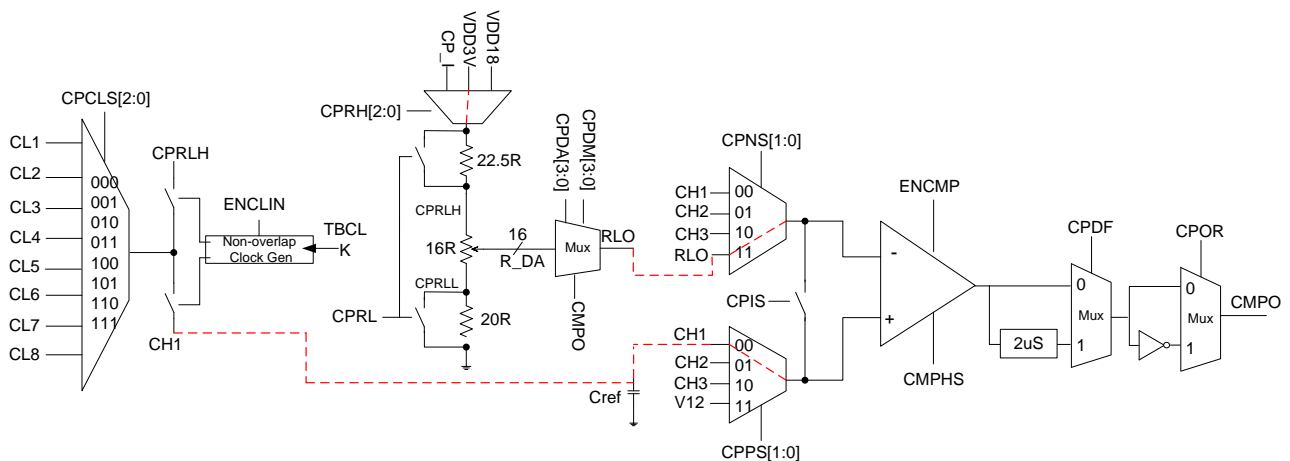 CPCLS[2:0]
CL1
CL2
CL3
CL4
CL5
CL6
CL7
CL8
000
001
010
011
100
101
110
111
CPRLH
ENCLIN
Non-overlap
Clock Gen
TBCL
K
CH1
CP_I
VDD3V
VDD18
CPRH[2:0]
22.5R
CPRLH
16R
CPRLL
20R
CPRL
16
R_DA
CPDA[3:0]
CPDM[3:0]
Mux
RLO
CMPO
Cref
CPNS[1:0]
CH1
CH2
CH3
RLO
00
01
10
11
CPIS
CH1
CH2
CH3
V12
00
01
10
11
CPPS[1:0]
ENCMP
-
+
CMPHS
2uS
CPDF
0
Mux
1
CPOR
0
Mux
1
CMPO